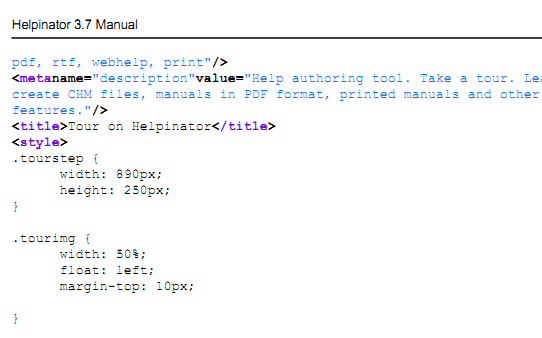 Helpinator 3.7 Manual
pdf, rtf, webhelp, print"/>
<metaname="description"value="Help authoring tool. Take a tour.
create CHM files, manuals in PDF format, printed manuals and other
features."/>
<title>Tour on Helpinator</title>
<style>
.tourstep {
width: 890px;
height: 250px;
}
.tourimg {
width: 50%;
float: left;
margin-top: 10px;
}